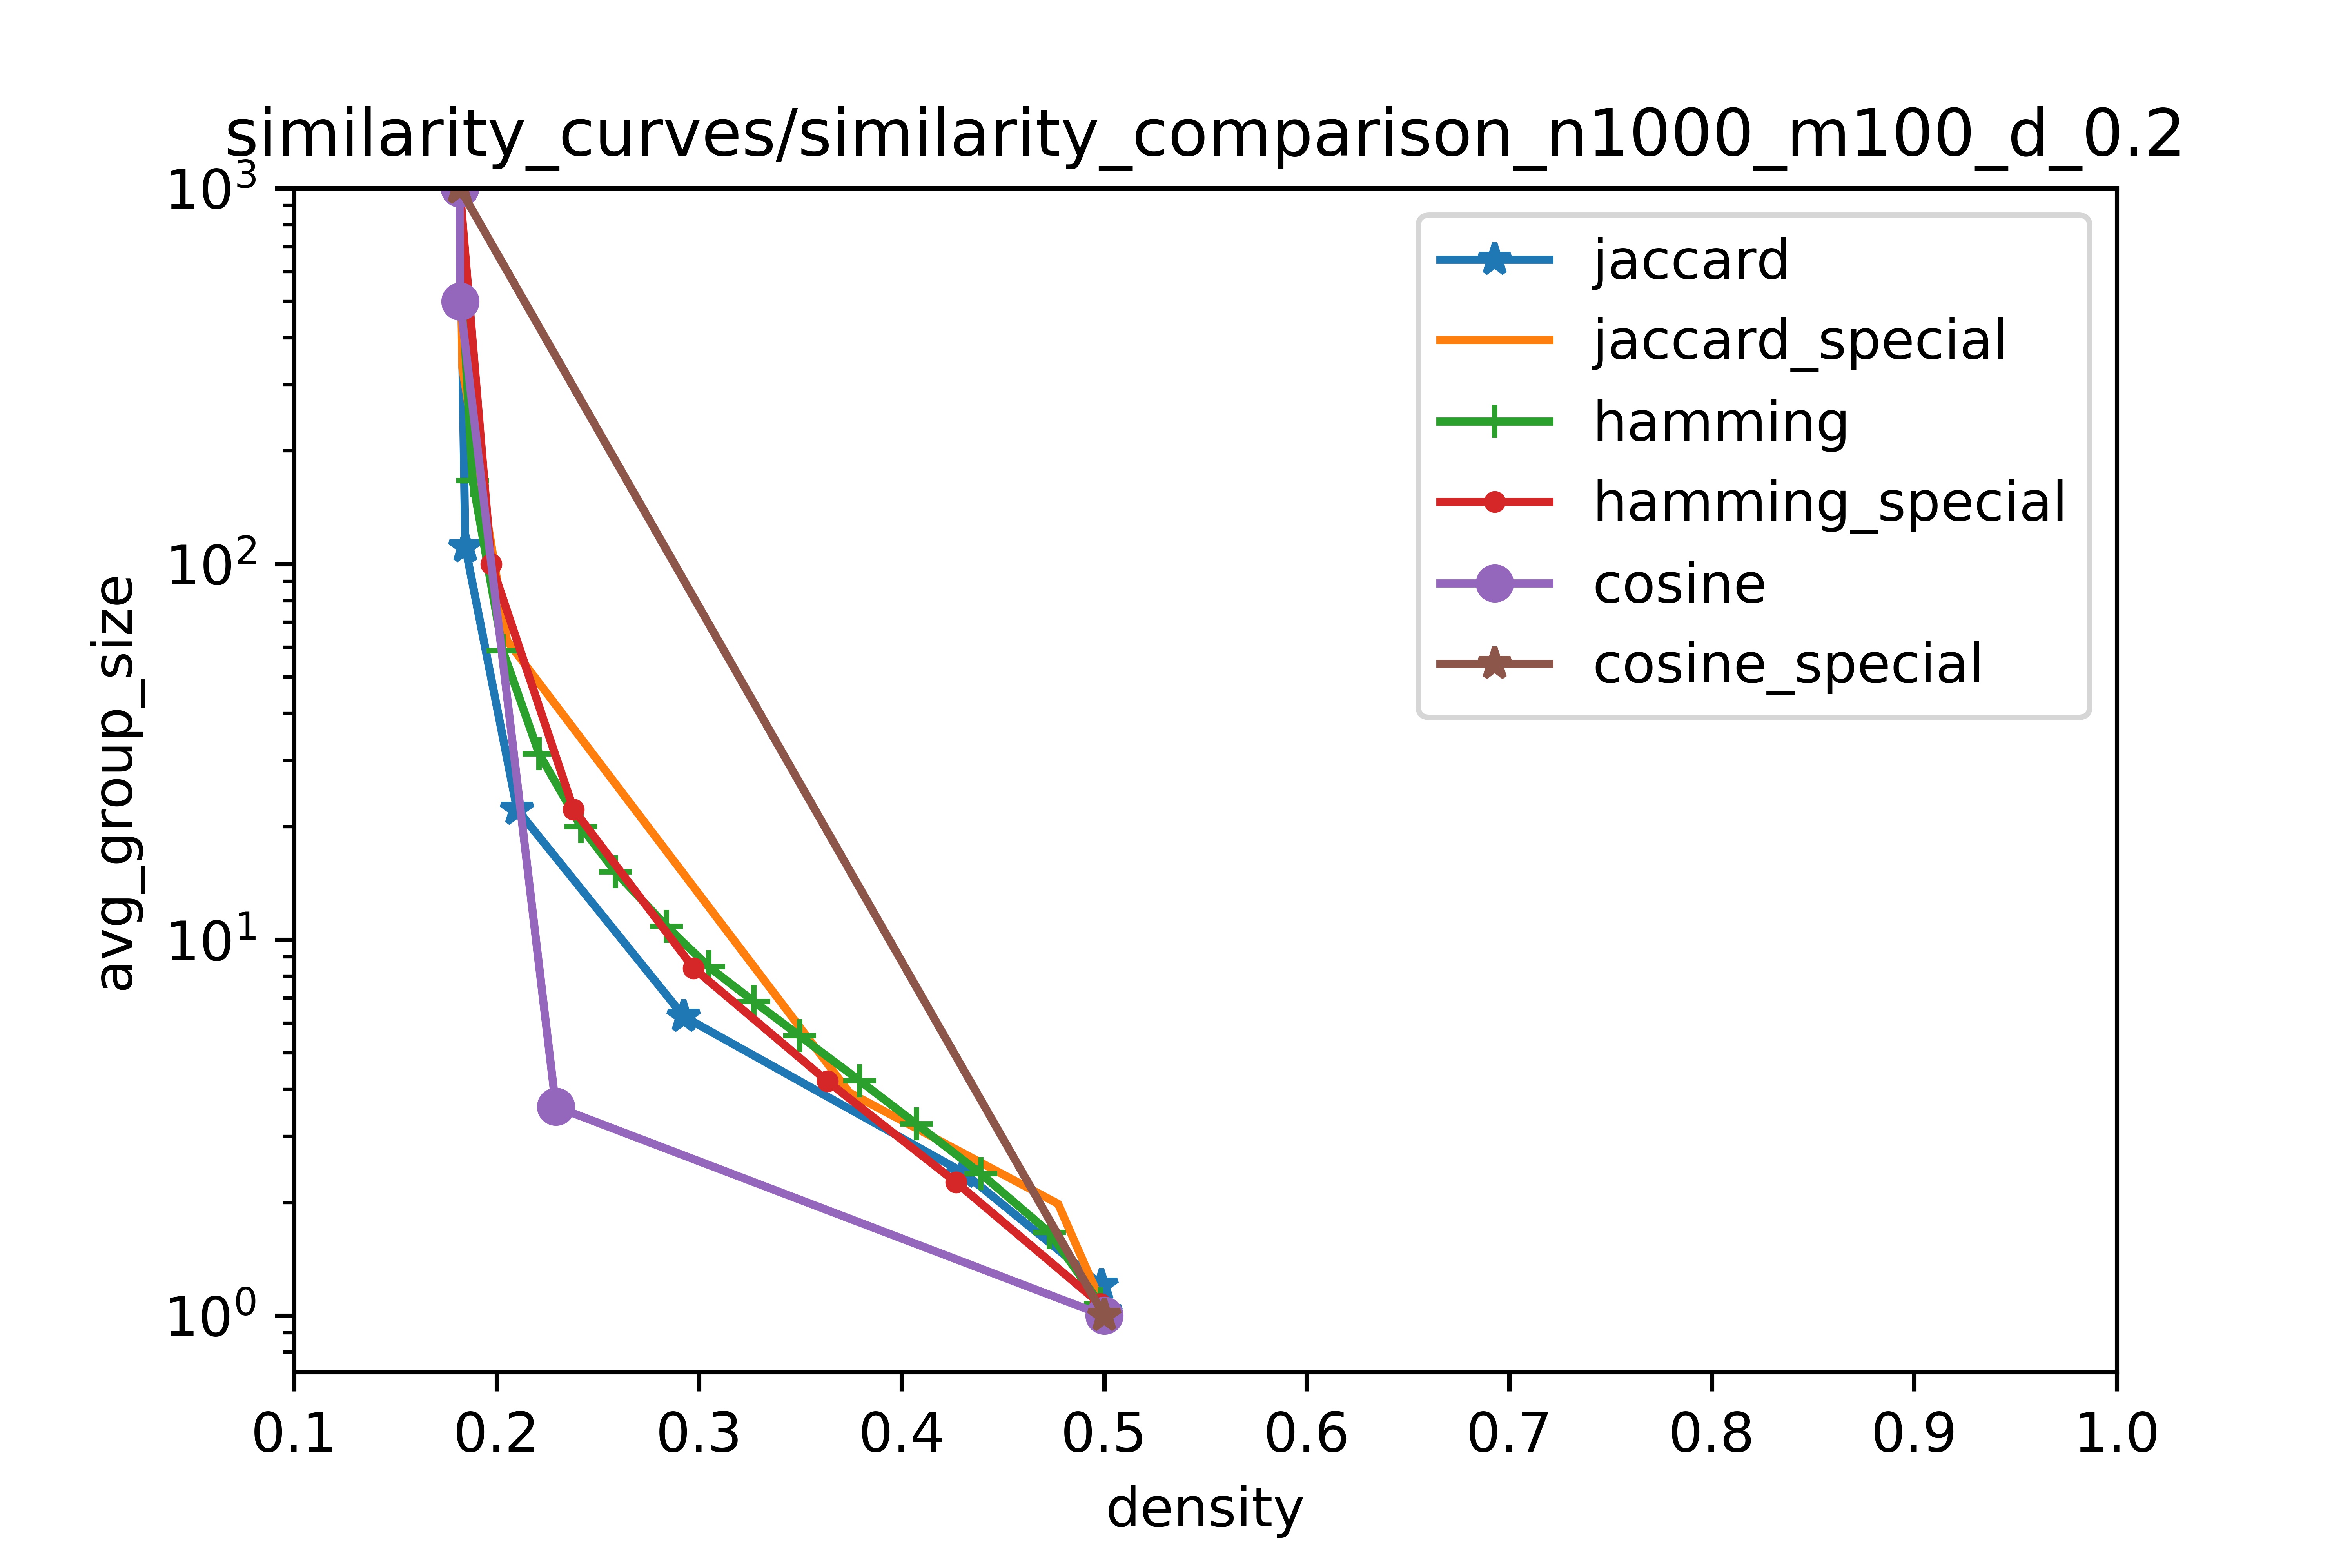 similarity_curves/similarity_comparison_n1000_m100_d_0.2
10³
10²
10¹
10⁰
avg_group_size
jaccard
jaccard_special
hamming
hamming_special
cosine
cosine_special
0.1 0.2 0.3 0.4 0.5 0.6 0.7 0.8 0.9 1.0
density